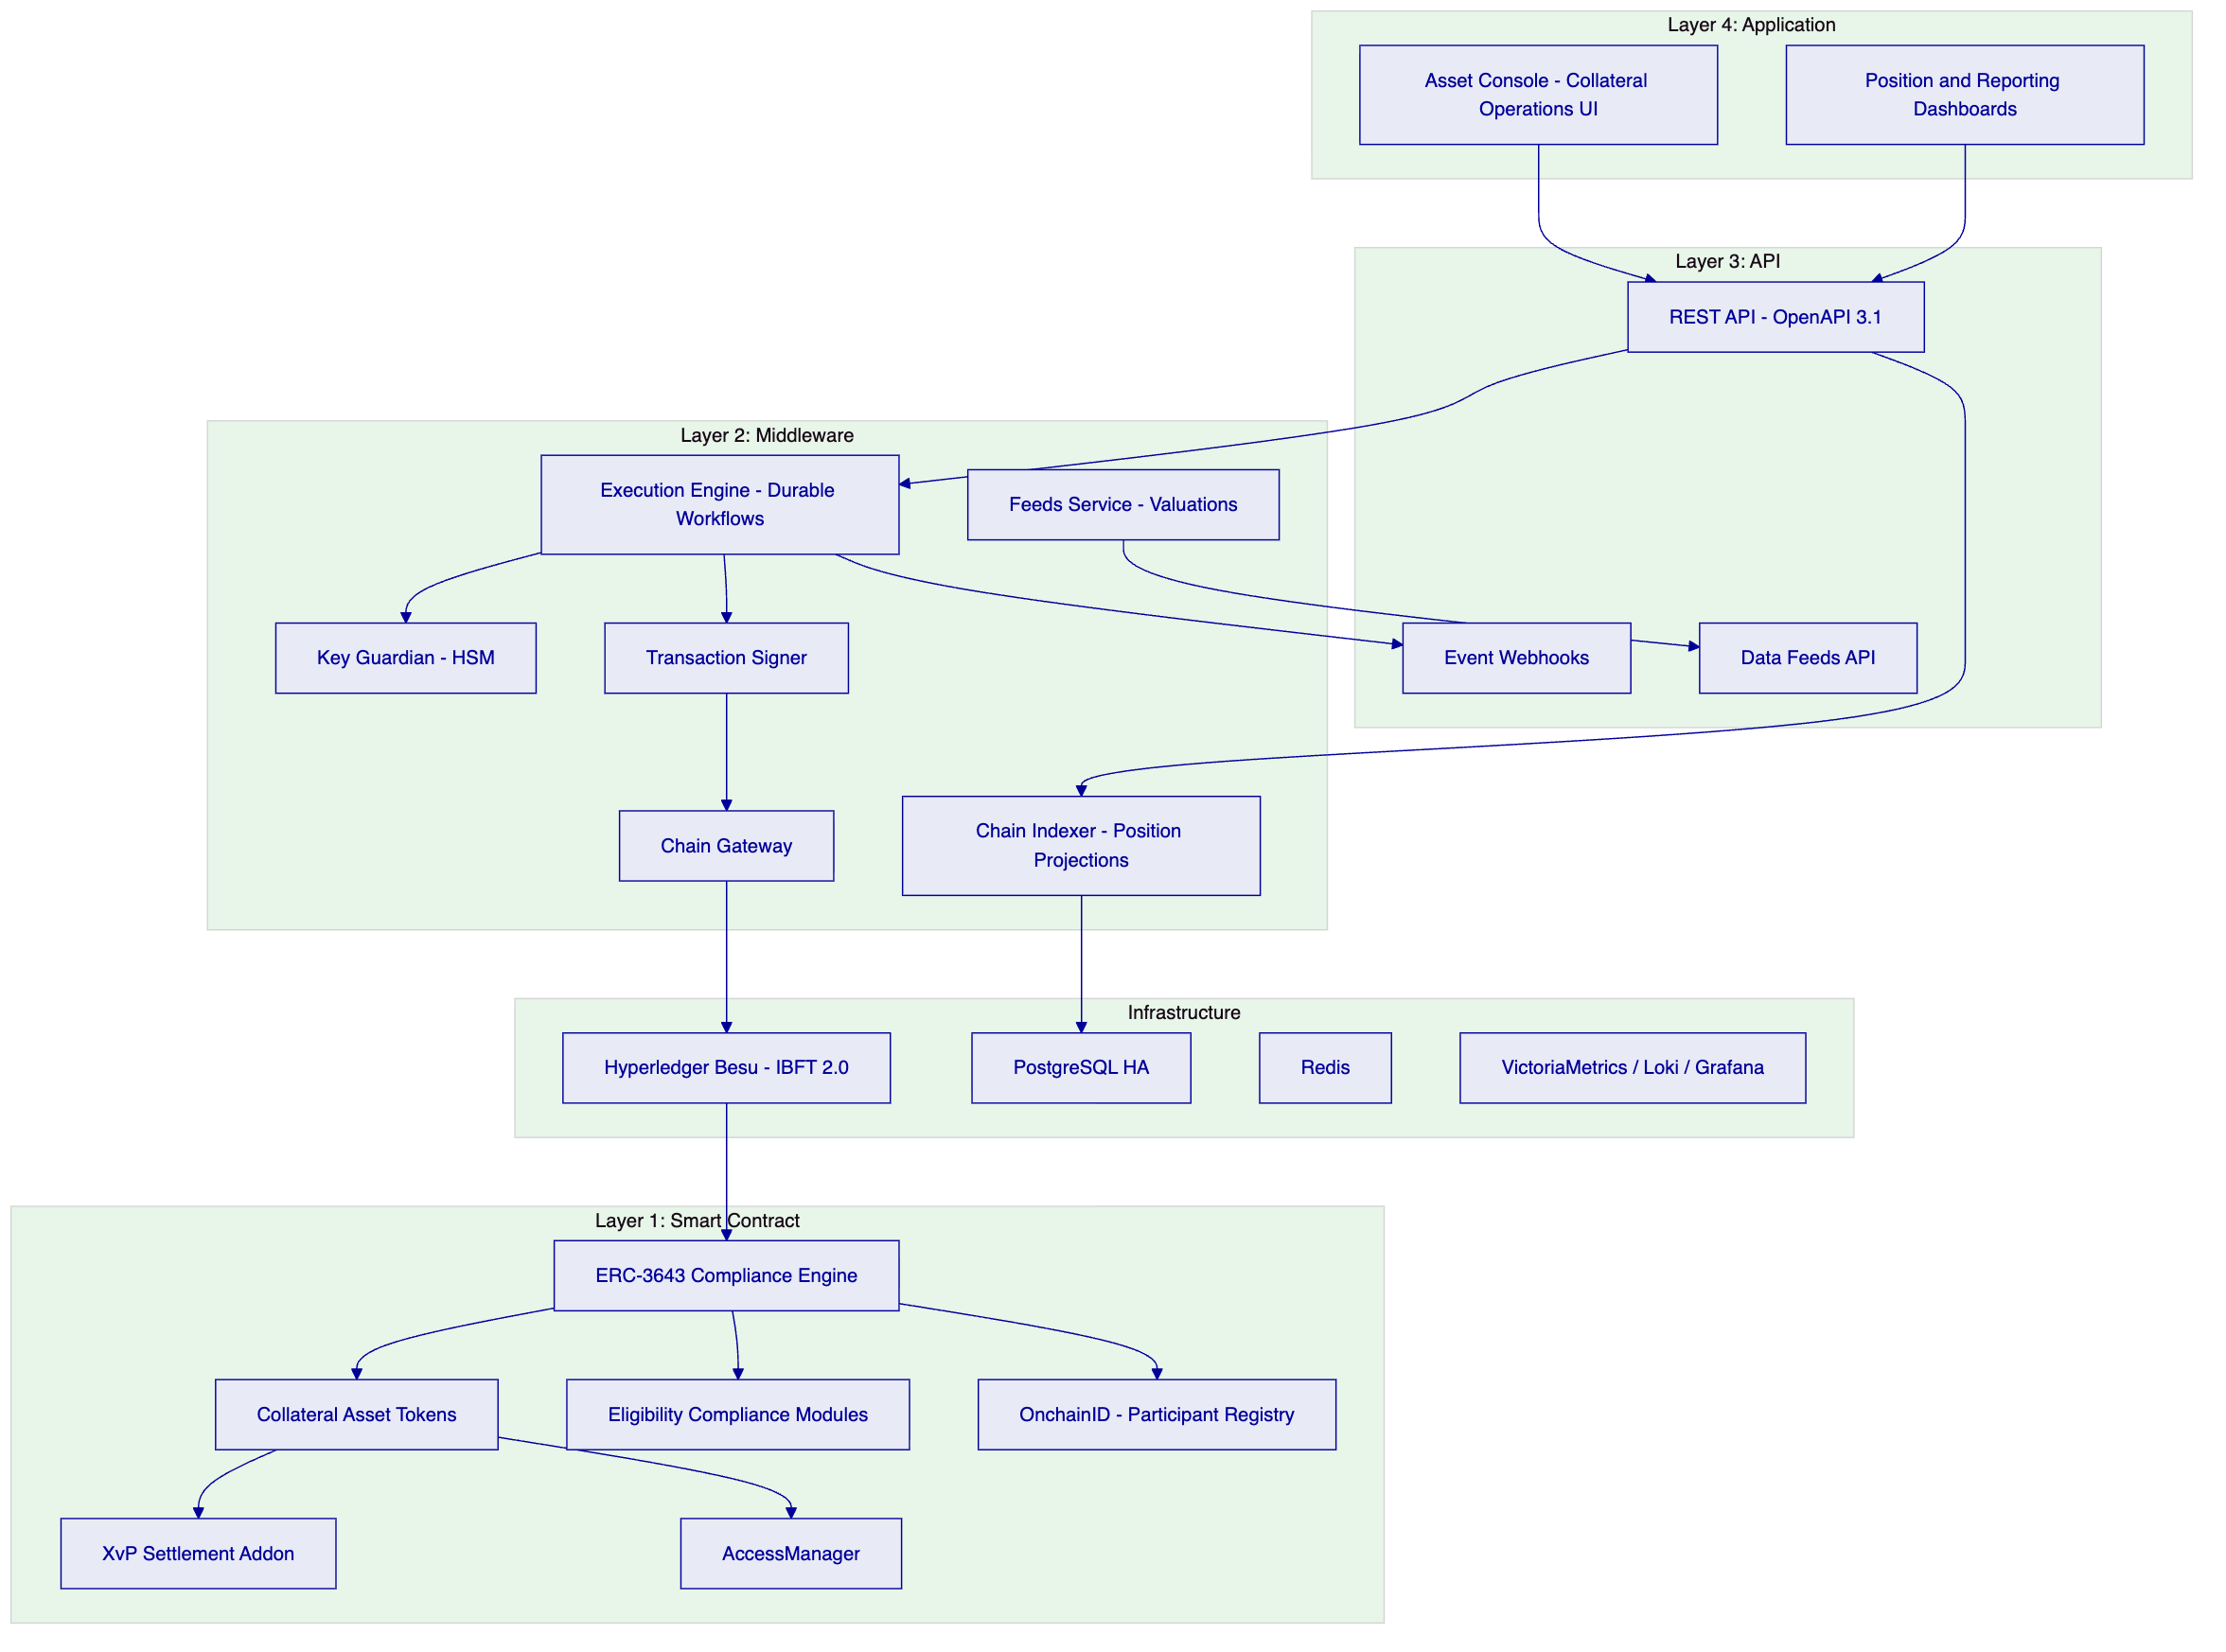 Layer 4: Application
Asset Console - Collateral
Operations UI
Position and Reporting
Dashboards
Layer 3: API
REST API - OpenAPI 3.1
Layer 2: Middleware
Execution Engine - Durable
Workflows
Feeds Service - Valuations
Key Guardian - HSM
Transaction Signer
Event Webhooks
Data Feeds API
Chain Gateway
Chain Indexer - Position
Projections
Infrastructure
Hyperledger Besu - IBFT 2.0
PostgreSQL HA
Redis
VictoriaMetrics / Loki / Grafana
Layer 1: Smart Contract
ERC-3643 Compliance Engine
Collateral Asset Tokens
Eligibility Compliance Modules
OnchainID - Participant Registry
XvP Settlement Addon
AccessManager